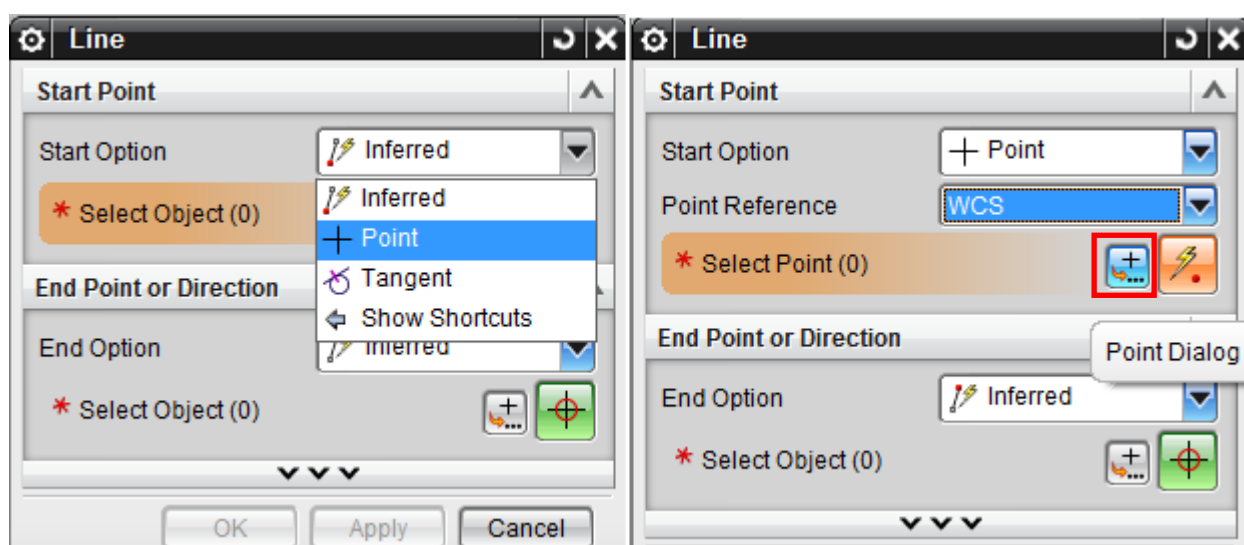 Line
Start Point
Start Option
Inferred
* Select Object (0)
Inferred
Point
Tangent
Show Shortcuts
End Point or Direction
End Option
Inferred
* Select Object (0)
OK
Apply
Cancel
Line
Start Point
Start Option
Point
Point Reference
WCS
* Select Point (0)
End Point or Direction
Point Dialog
End Option
Inferred
* Select Object (0)